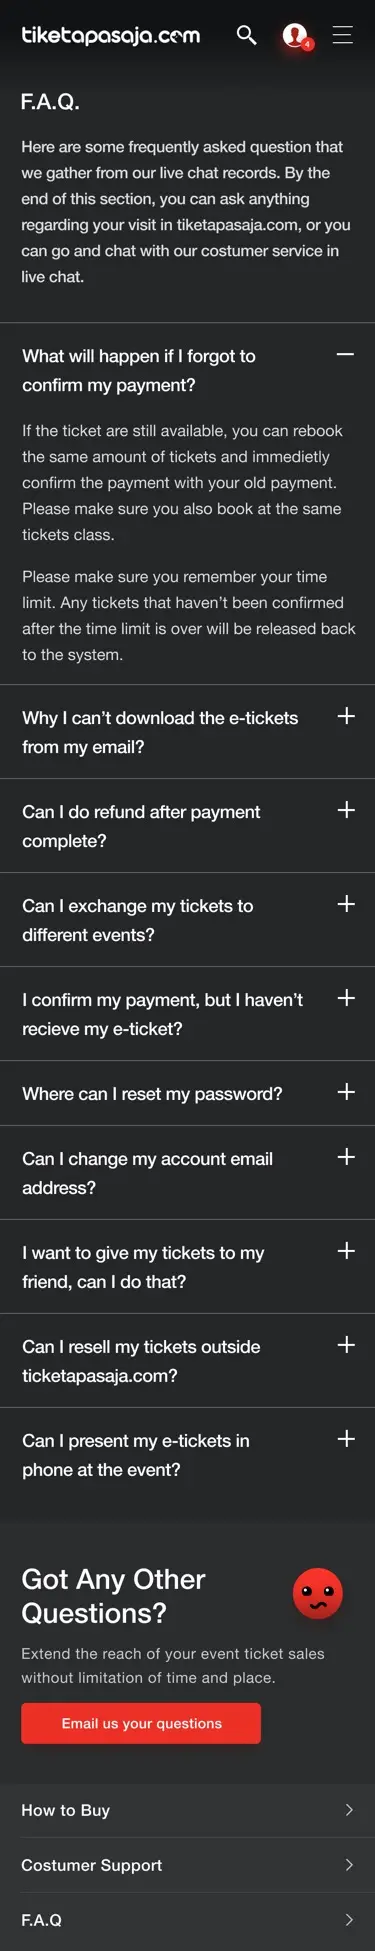 tiketapasaja.com
4
F.A.Q.
Here are some frequently asked question that
we gather from our live chat records. By the
end of this section, you can ask anything
regarding your visit in tiketapasaja.com, or you
can go and chat with our costumer service in
live chat.
What will happen if I forgot to
confirm my payment?
If the ticket are still available, you can rebook
the same amount of tickets and immedietly
confirm the payment with your old payment.
Please make sure you also book at the same
tickets class.
Please make sure you remember your time
limit. Any tickets that haven't been confirmed
after the time limit is over will be released back
to the system.
Why I can't download the e-tickets
from my email?
Can I do refund after payment
complete?
Can I exchange my tickets to
different events?
I confirm my payment, but I haven't
recieve my e-ticket?
Where can I reset my password?
Can I change my account email
address?
I want to give my tickets to my
friend, can I do that?
Can I resell my tickets outside
ticketapasaja.com?
Can I present my e-tickets in
phone at the event?
Got Any Other
Questions?
Extend the reach of your event ticket sales
without limitation of time and place.
Email us your questions
How to Buy
Costumer Support
F.A.Q